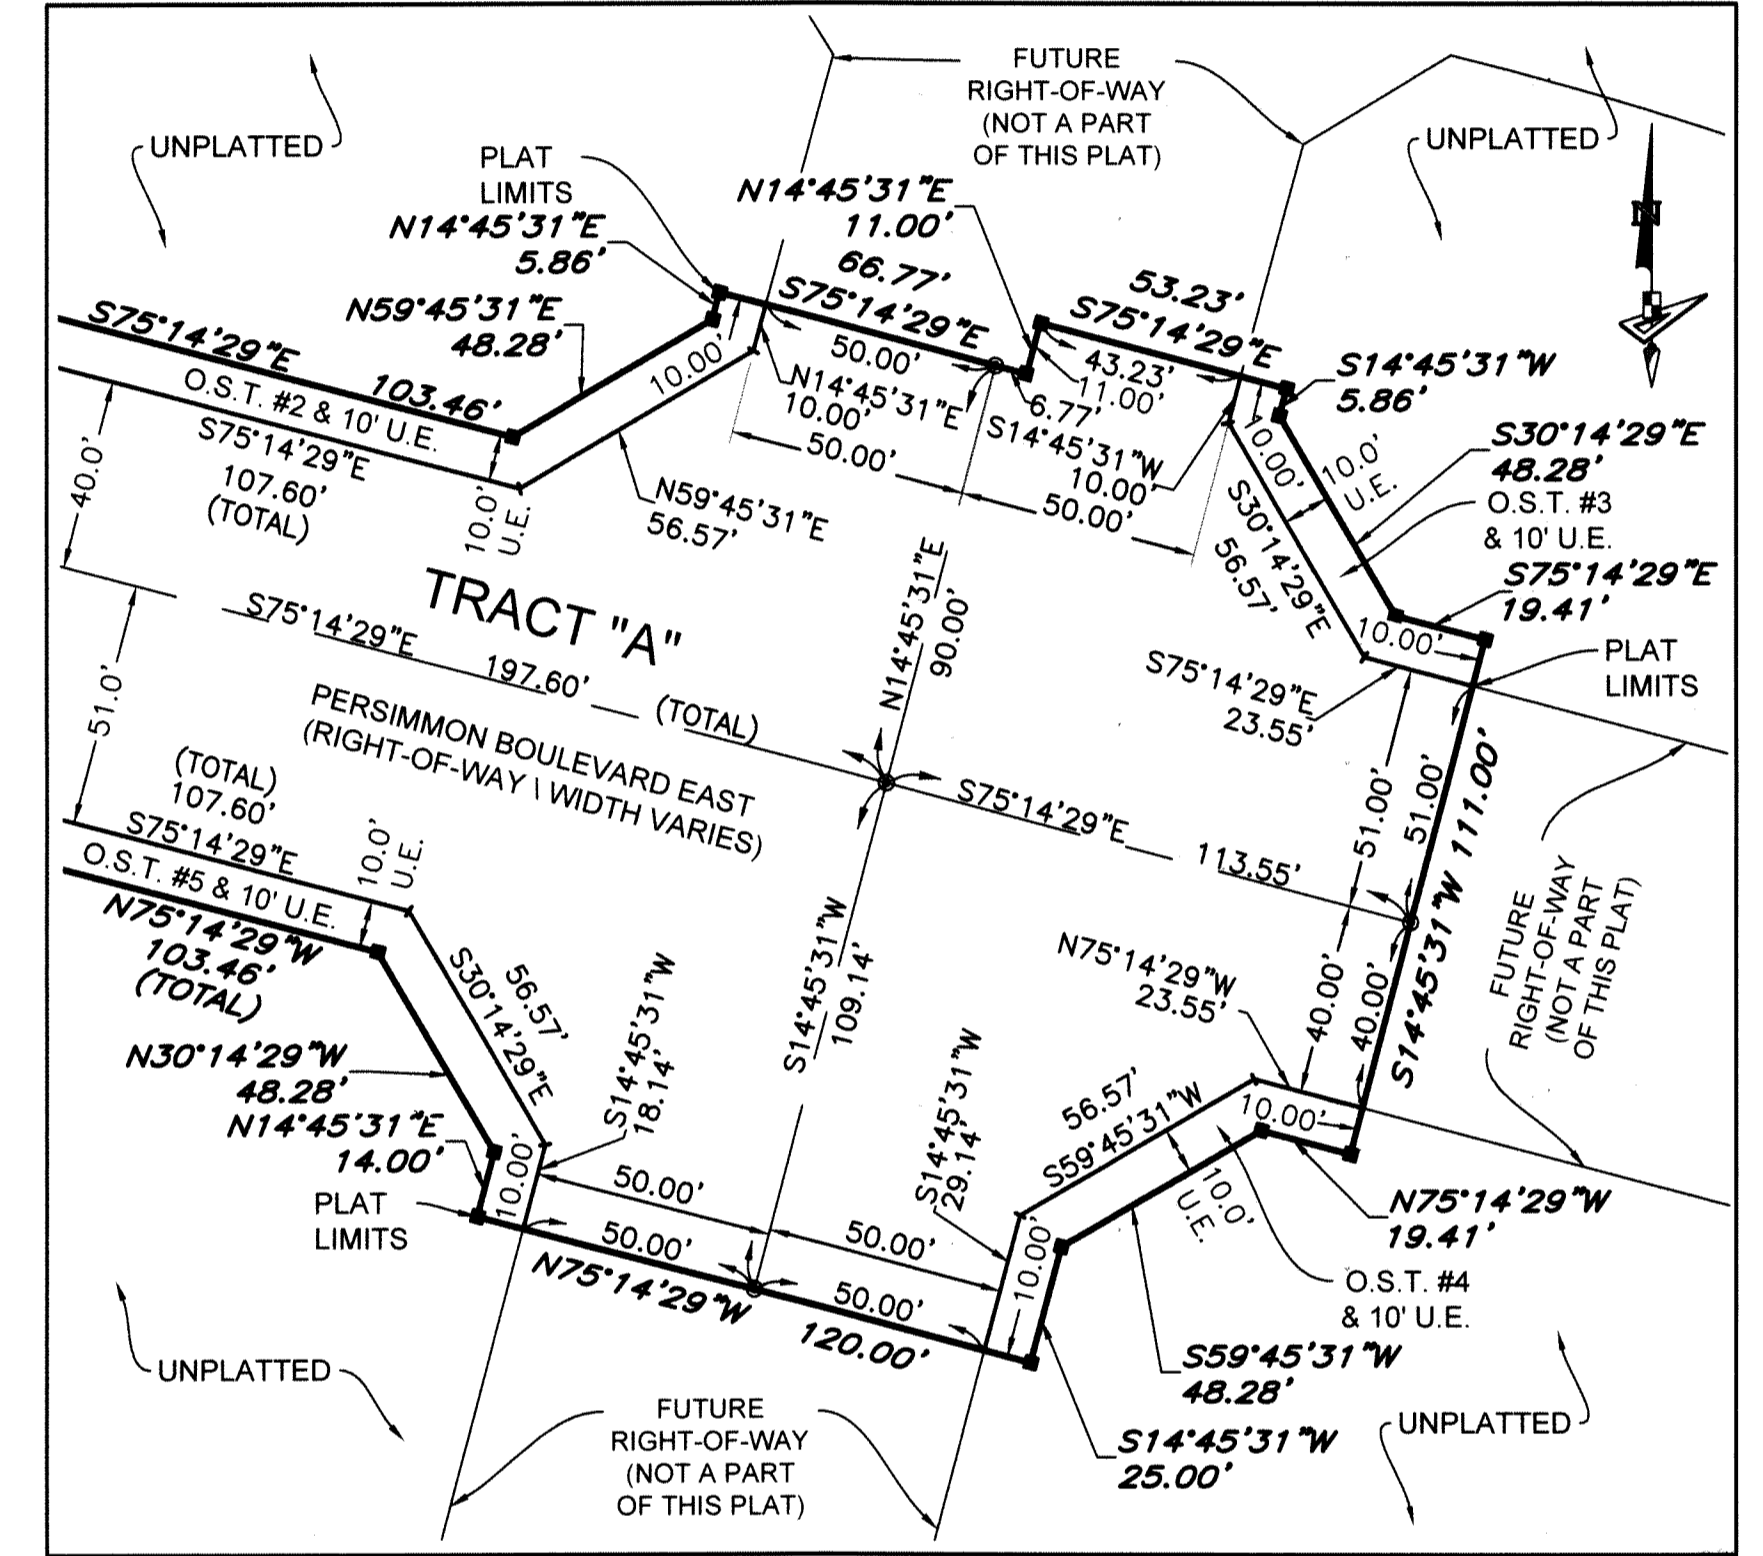 FUTURE
RIGHT-OF-WAY
(NOT A PART
OF THIS PLAT)
UNPLATTED
UNPLATTED
PLAT
LIMITS
N14°45'31"E
11.00'
N14°45'31"E
5.86'
66.77'
S75°14'29"E
53.23'
S75°14'29"E
N
N59°45'31"E
48.28'
S75°14'29"E
103.46'
O.S.T. #2 & 10' U.E.
S75°14'29"E
107.60'
(TOTAL)
40.0'
10.0'
U.E.
10.00'
50.00'
N14°45'31"E
10.00'
43.23'
11.00'
6.77'
S14°45'31"W
10.00'
50.00'
50.00'
N59°45'31"E
56.57'
S14°45'31"W
5.86'
S30°14'29"E
48.28'
10.00'
10.0'
U.E.
O.S.T. #3
& 10' U.E.
S30°14'29"E
56.57'
S75°14'29"E
19.41'
10.00'
PLAT
LIMITS
S75°14'29"E
23.55'
TRACT "A"
S75°14'29"E
197.60'
(TOTAL)
N14°45'31"E
90.00'
PERSIMMON BOULEVARD EAST
(RIGHT-OF-WAY \ WIDTH VARIES)
51.0'
S75°14'29"E
113.55'
51.00'
51.00'
S14°45'31"W 111.00'
(TOTAL)
107.60'
S75°14'29"E
10.0'
U.E.
O.S.T. #5 & 10' U.E.
N75°14'29"W
103.46'
(TOTAL)
56.57'
S30°14'29"E
S14°45'31"W
18.14'
S14°45'31"W
109.14'
N75°14'29"W
23.55'
40.00'
40.00'
FUTURE
RIGHT-OF-WAY
(NOT A PART
OF THIS PLAT)
N30°14'29"W
48.28'
N14°45'31"E
14.00'
10.00'
PLAT
LIMITS
S14°45'31"W
29.14'
56.57'
S59°45'31"W
10.00'
10.0'
U.E.
50.00'
50.00'
50.00'
50.00'
10.00'
N75°14'29"W
120.00'
N75°14'29"W
19.41'
O.S.T. #4
& 10' U.E.
S59°45'31"W
48.28'
S14°45'31"W
25.00'
UNPLATTED
FUTURE
RIGHT-OF-WAY
(NOT A PART
OF THIS PLAT)
UNPLATTED